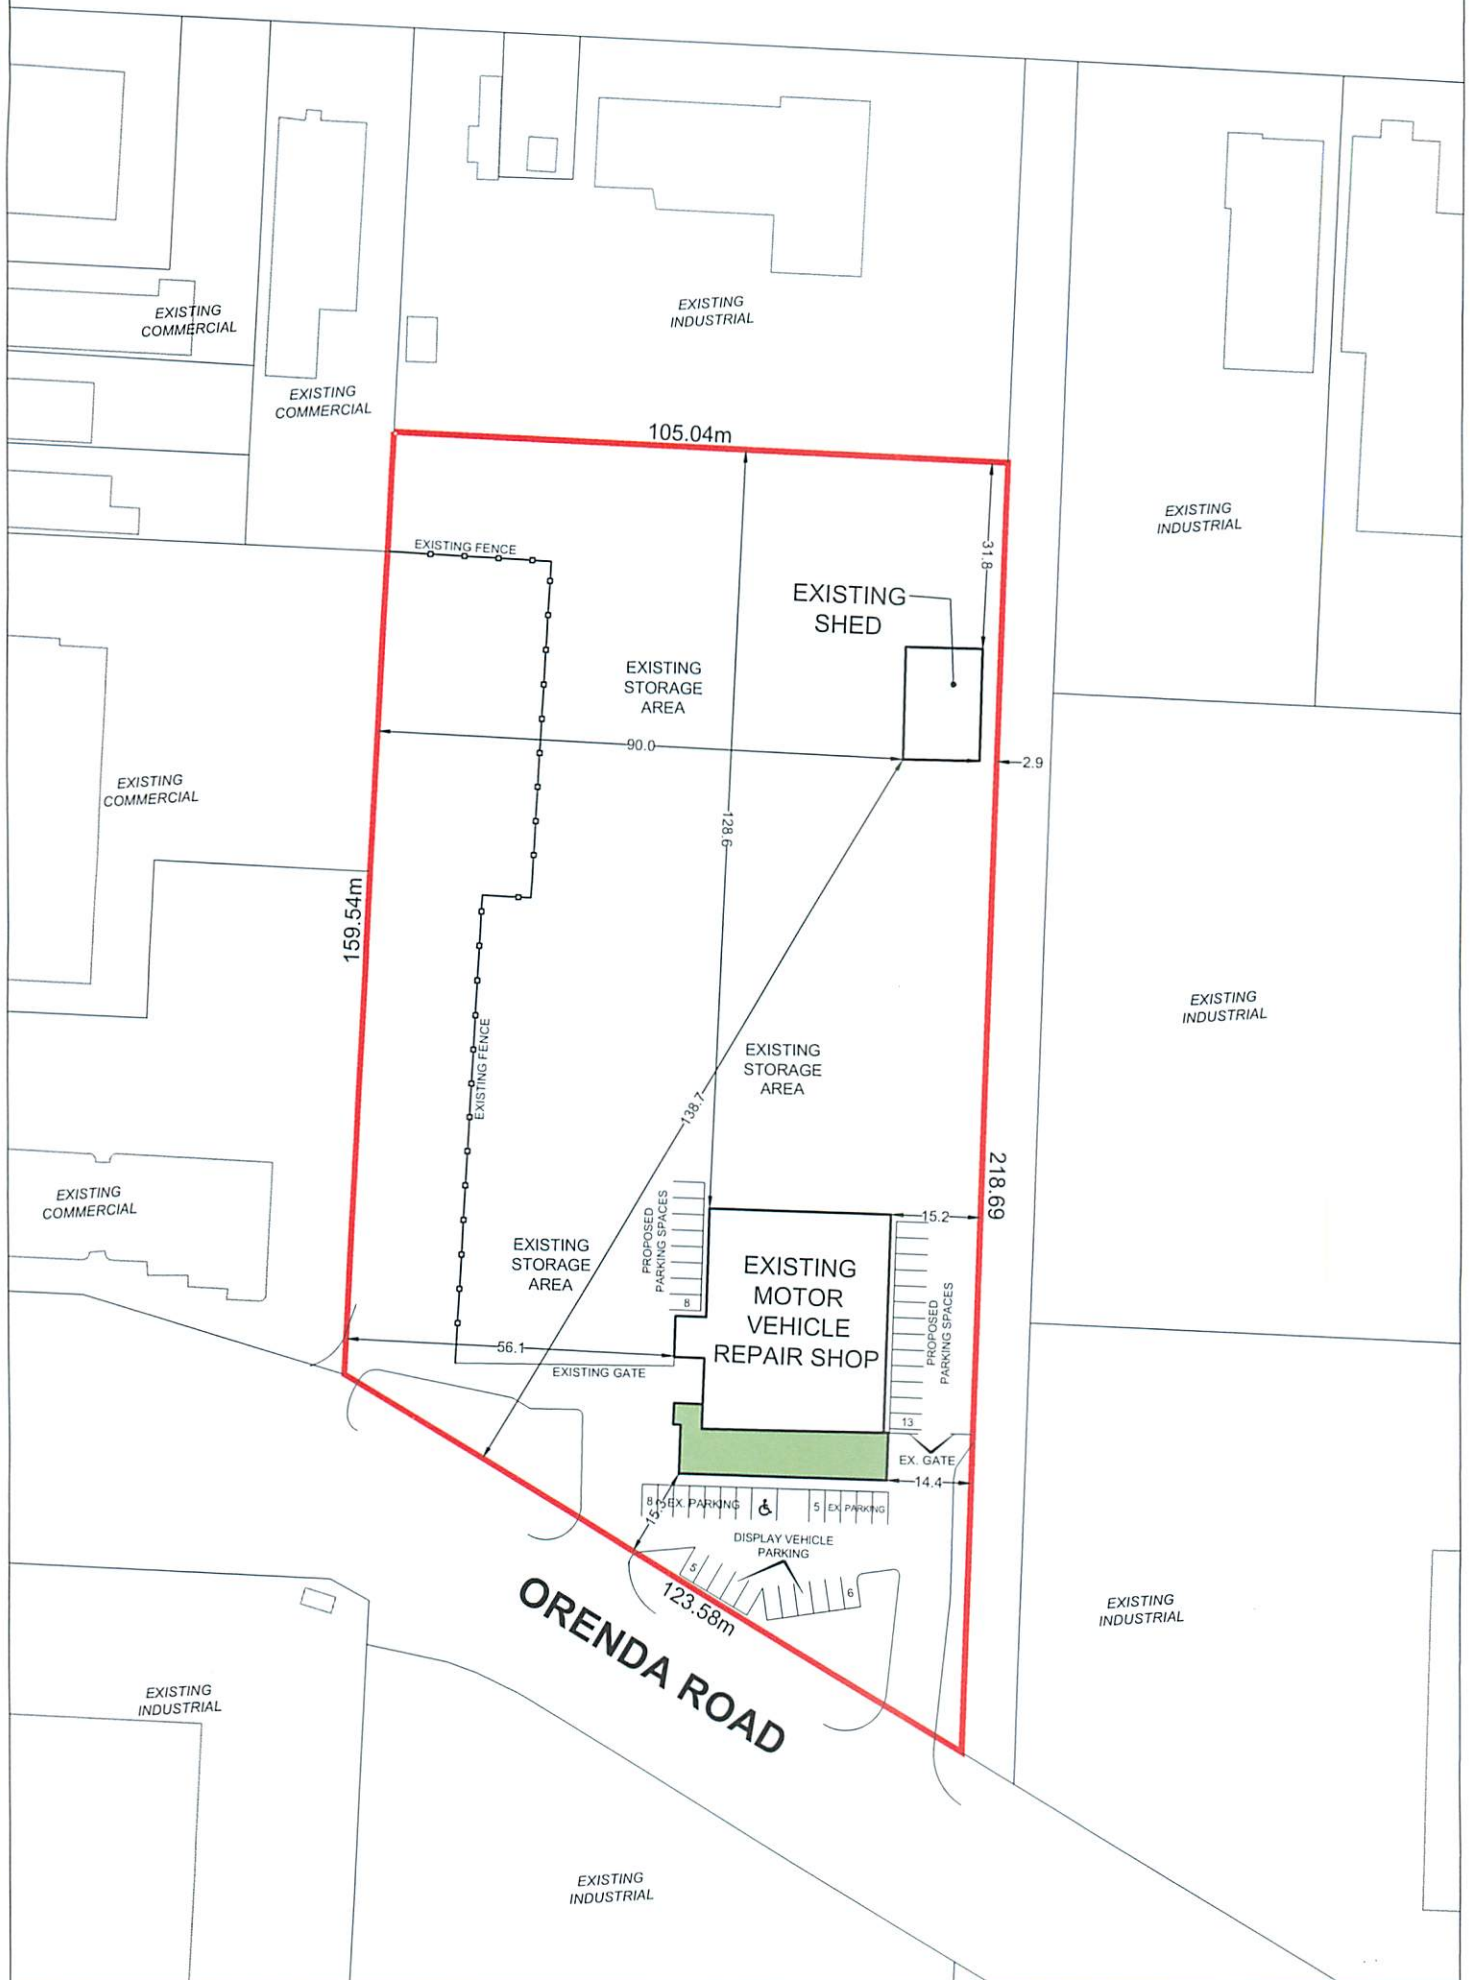 EXISTING
COMMERCIAL
EXISTING
INDUSTRIAL
EXISTING
COMMERCIAL
105.04m
EXISTING
INDUSTRIAL
EXISTING FENCE
31.8
EXISTING
SHED
EXISTING
STORAGE
AREA
90.0
2.9
EXISTING
COMMERCIAL
128.6
159.54m
EXISTING
INDUSTRIAL
EXISTING FENCE
EXISTING
STORAGE
AREA
138.7
218.69
EXISTING
COMMERCIAL
PROPOSED
PARKING SPACES
8
15.2
EXISTING
STORAGE
AREA
EXISTING
MOTOR
VEHICLE
REPAIR SHOP
PROPOSED
PARKING SPACES
13
56.1
EXISTING GATE
EX. GATE
14.4
8 EX. PARKING
5 EX PARKING
DISPLAY VEHICLE
PARKING
5
6
123.58m
ORENDA ROAD
EXISTING
INDUSTRIAL
EXISTING
INDUSTRIAL
EXISTING
INDUSTRIAL